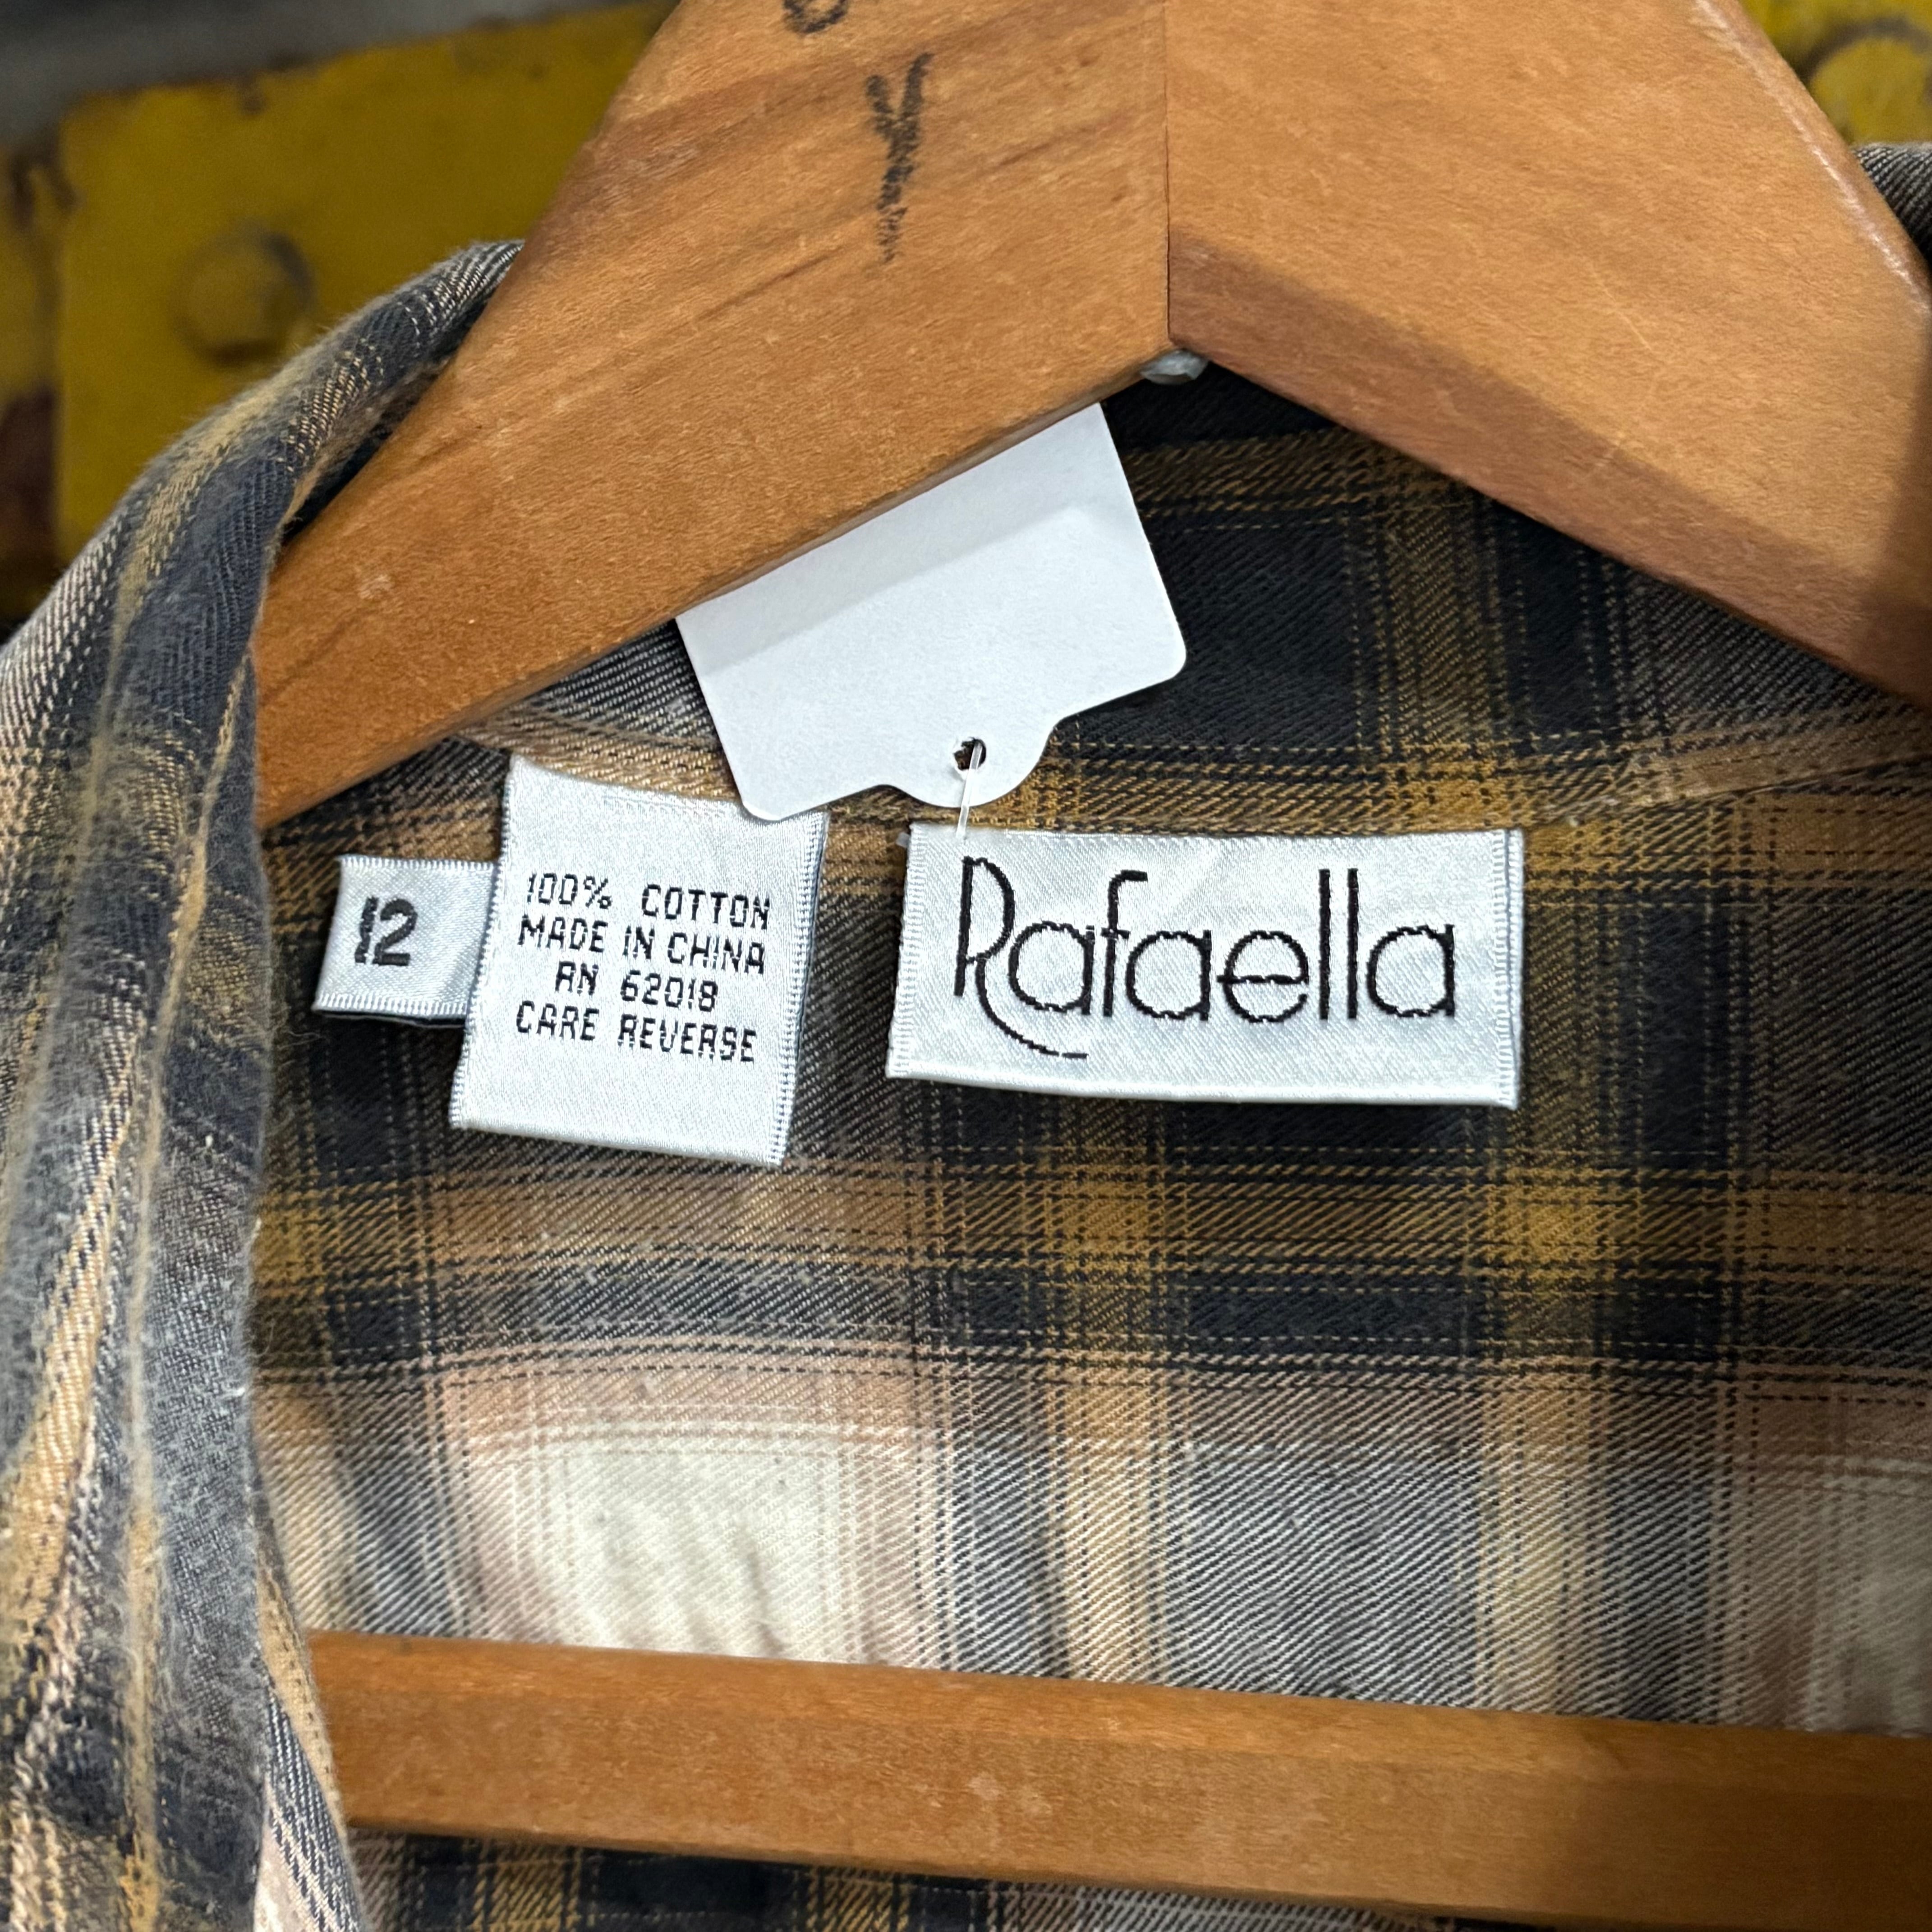 12
100% COTTON
MADE IN CHINA
RN 62018
CARE REVERSE
Rafaella